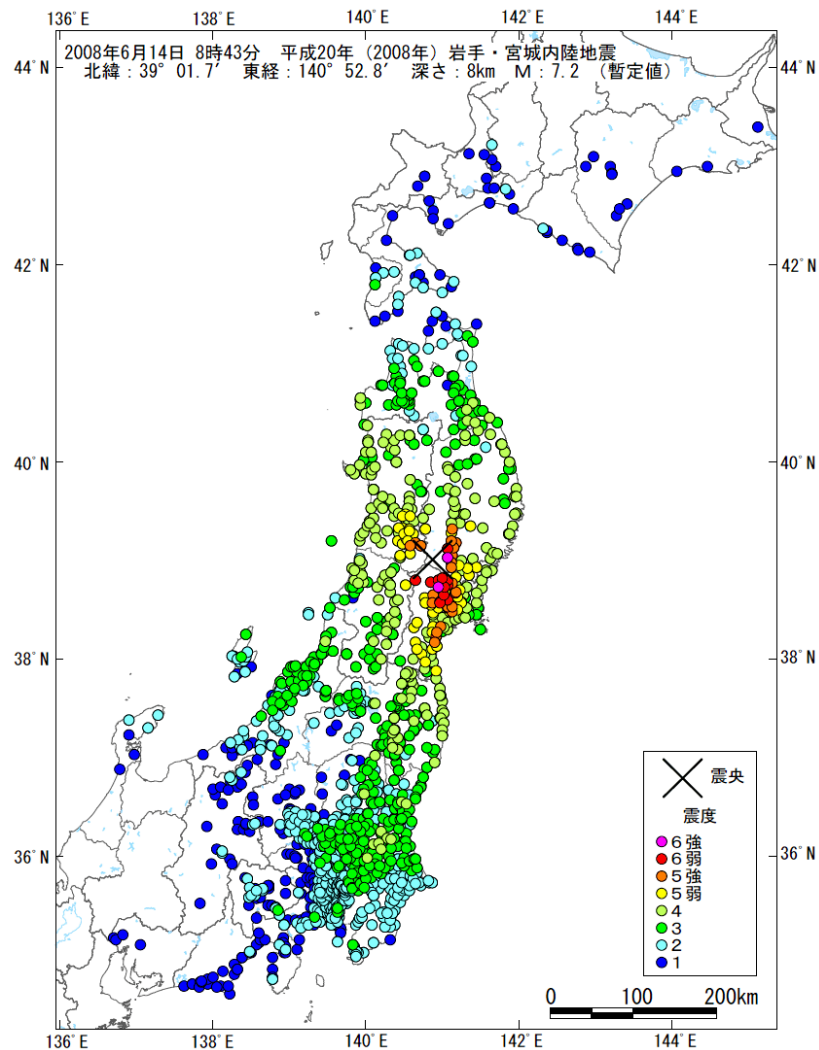 136°E 138°E 140°E 142°E 144°E
2008年6月14日 8時43分 平成20年（2008年）岩手・宮城内陸地震
44°N 44°N
北緯：39° 01.7′ 東経：140° 52.8′ 深さ：8km M：7.2 （暫定値）
42°N 42°N
40°N 40°N
38°N 38°N
震央
震度
６強
６弱
５強
５弱
36°N 36°N
４
３
２
１
0 100 200km
136°E 138°E 140°E 142°E 144°E